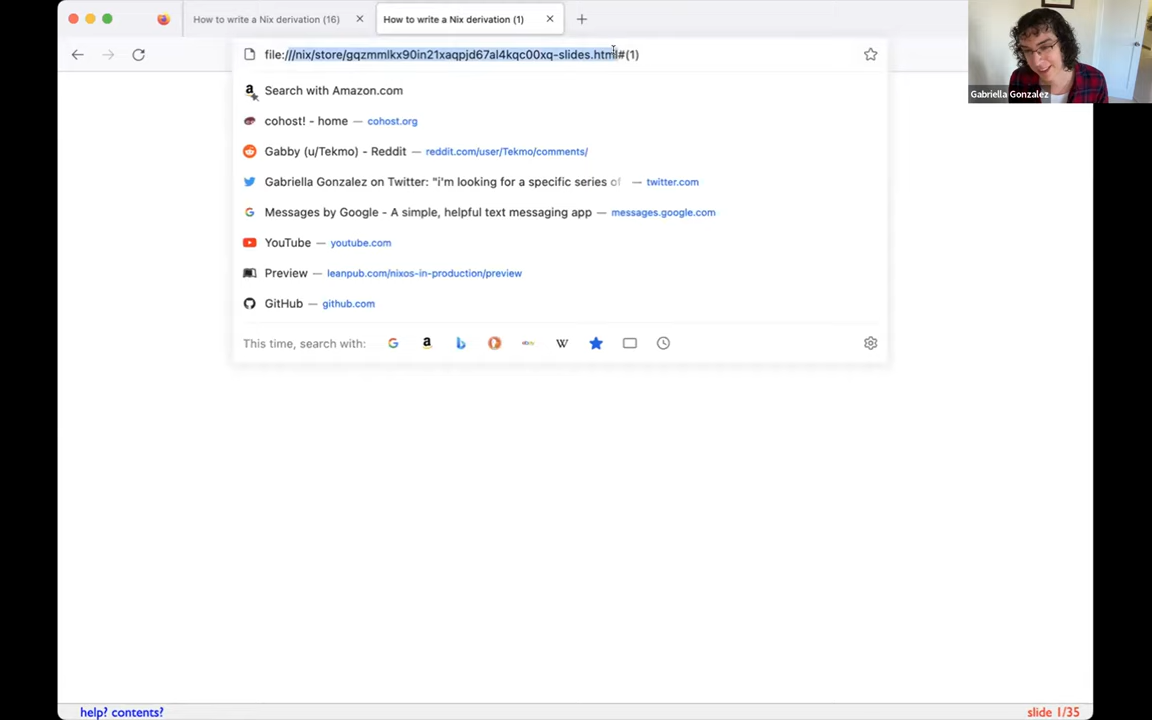 How to write a Nix derivation (16)
How to write a Nix derivation (1)
file:///nix/store/gqzmmlkx90in21xaqpjd67al4kqc00xq-slides.html#(1)
Gabriella Gonzalez
a Search with Amazon.com
cohost! - home — cohost.org
Gabby (u/Tekmo) - Reddit — reddit.com/user/Tekmo/comments/
Gabriella Gonzalez on Twitter: "i'm looking for a specific series of — twitter.com
G Messages by Google - A simple, helpful text messaging app — messages.google.com
YouTube — youtube.com
Preview — leanpub.com/nixos-in-production/preview
GitHub — github.com
This time, search with: G a b ebay W
help? contents?
slide 1/35